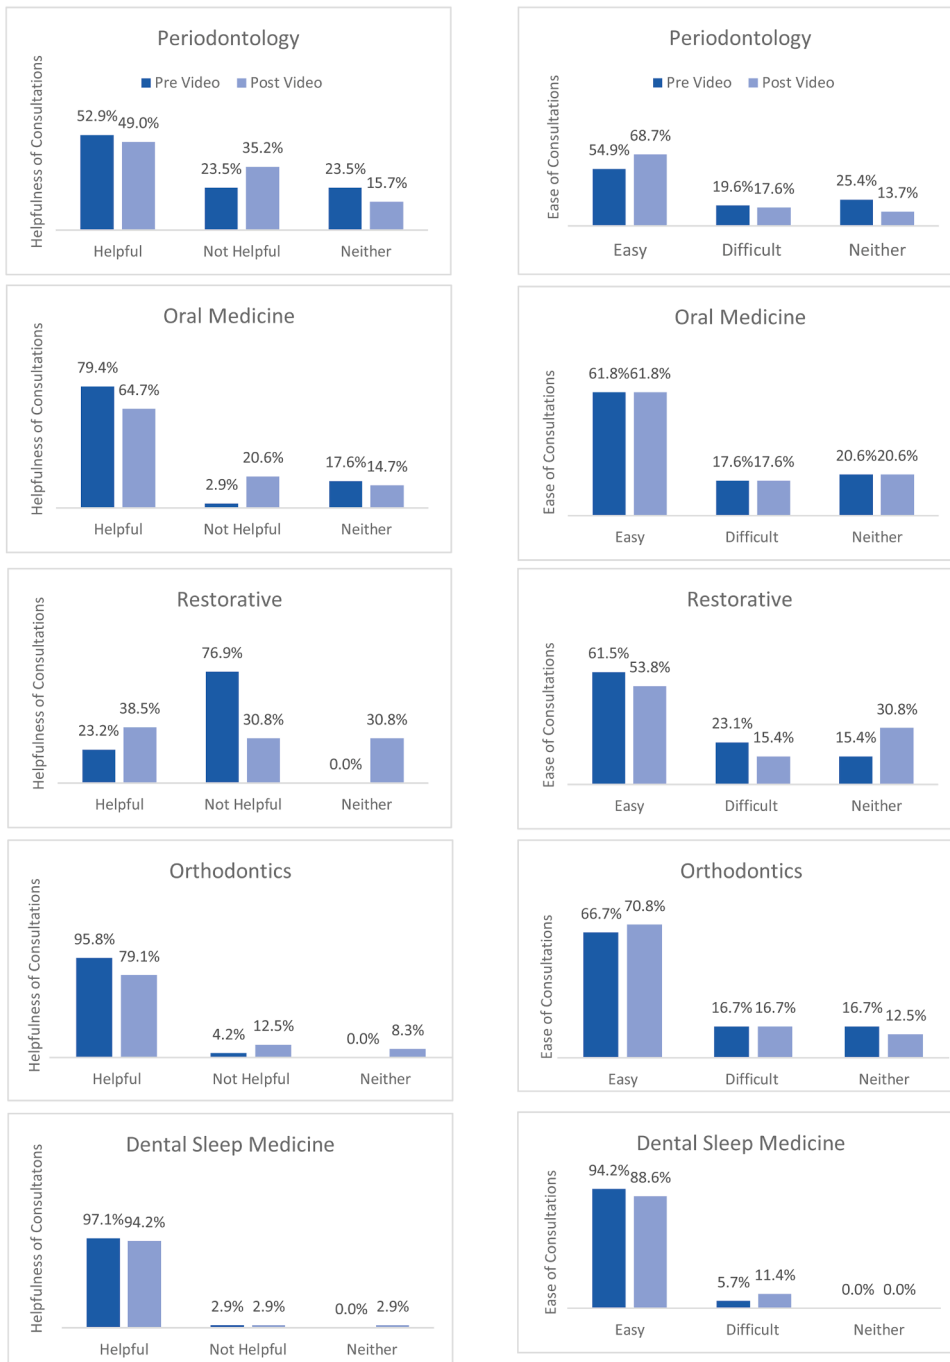 Periodontology
Helpfulness of Consultations
Pre Video Post Video
52.9% 49.0% 23.5% 35.2% 23.5% 15.7%
Helpful Not Helpful Neither
Periodontology
Ease of Consultations
Pre Video Post Video
54.9% 68.7% 19.6% 17.6% 25.4% 13.7%
Easy Difficult Neither
Oral Medicine
Helpfulness of Consultations
79.4% 64.7% 2.9% 20.6% 17.6% 14.7%
Helpful Not Helpful Neither
Oral Medicine
Ease of Consultations
61.8% 61.8% 17.6% 17.6% 20.6% 20.6%
Easy Difficult Neither
Restorative
Helpfulness of Consultations
23.2% 38.5% 76.9% 30.8% 0.0% 30.8%
Helpful Not Helpful Neither
Restorative
Ease of Consultations
61.5% 53.8% 23.1% 15.4% 15.4% 30.8%
Easy Difficult Neither
Orthodontics
Helpfulness of Consultations
95.8% 79.1% 4.2% 12.5% 0.0% 8.3%
Helpful Not Helpful Neither
Orthodontics
Ease of Consultations
66.7% 70.8% 16.7% 16.7% 16.7% 12.5%
Easy Difficult Neither
Dental Sleep Medicine
Helpfulness of Consultatons
97.1% 94.2% 2.9% 2.9% 0.0% 2.9%
Helpful Not Helpful Neither
Dental Sleep Medicine
Ease of Consultations
94.2% 88.6% 5.7% 11.4% 0.0% 0.0%
Easy Difficult Neither